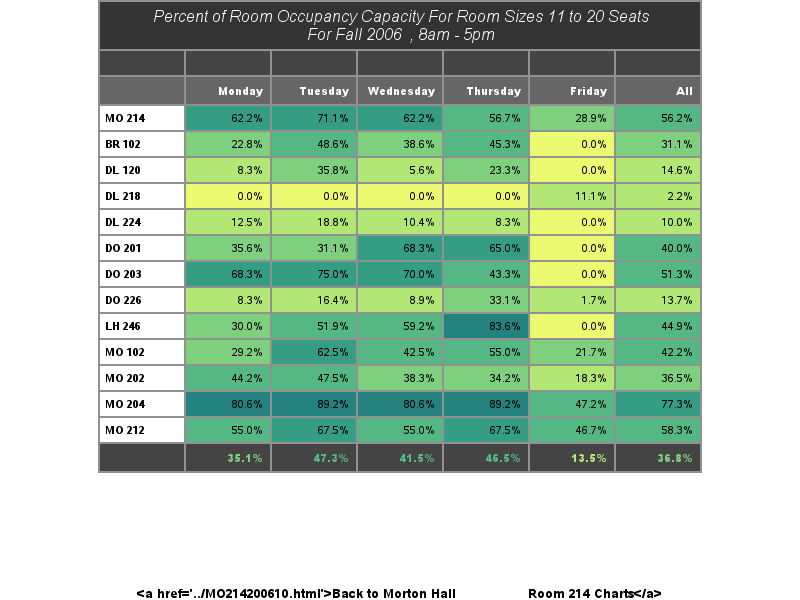 Percent of Room Occupancy Capacity For Room Sizes 11 to 20 Seats
For Fall 2006 , 8am - 5pm
Monday Tuesday Wednesday Thursday Friday All
MO 214 62.2% 71.1% 62.2% 56.7% 28.9% 56.2%
BR 102 22.8% 48.6% 38.6% 45.3% 0.0% 31.1%
DL 120 8.3% 35.8% 5.6% 23.3% 0.0% 14.6%
DL 218 0.0% 0.0% 0.0% 0.0% 11.1% 2.2%
DL 224 12.5% 18.8% 10.4% 8.3% 0.0% 10.0%
DO 201 35.6% 31.1% 68.3% 65.0% 0.0% 40.0%
DO 203 68.3% 75.0% 70.0% 43.3% 0.0% 51.3%
DO 226 8.3% 16.4% 8.9% 33.1% 1.7% 13.7%
LH 246 30.0% 51.9% 59.2% 83.6% 0.0% 44.9%
MO 102 29.2% 62.5% 42.5% 55.0% 21.7% 42.2%
MO 202 44.2% 47.5% 38.3% 34.2% 18.3% 36.5%
MO 204 80.6% 89.2% 80.6% 89.2% 47.2% 77.3%
MO 212 55.0% 67.5% 55.0% 67.5% 46.7% 58.3%
35.1% 47.3% 41.5% 46.5% 13.5% 36.8%
<a href='../MO214200610.html'>Back to Morton Hall Room 214 Charts</a>